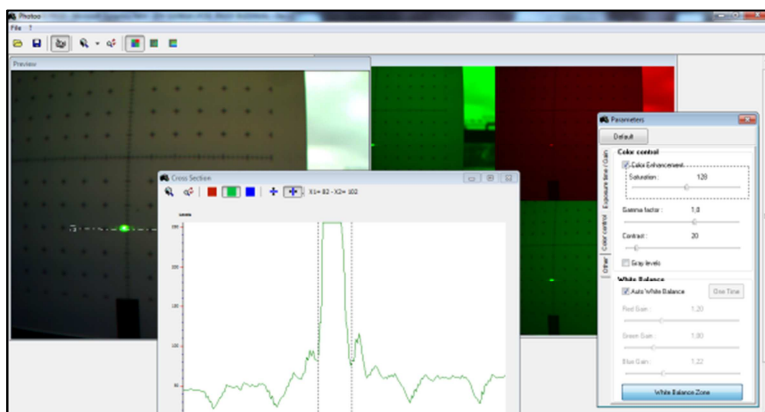 Photoo
File ?
Preview
Cross Section
X1= 82 - X2= 102
Parameters
Default
Exposure time / Gain
Color control
Other
Color control
Color Enhancement
Saturation : 128
Gamma factor : 1,8
Contrast : 20
Gray levels
White Balance
Auto White Balance
One Time
Red Gain : 1,20
Green Gain : 1,00
Blue Gain : 1,22
White Balance Zone